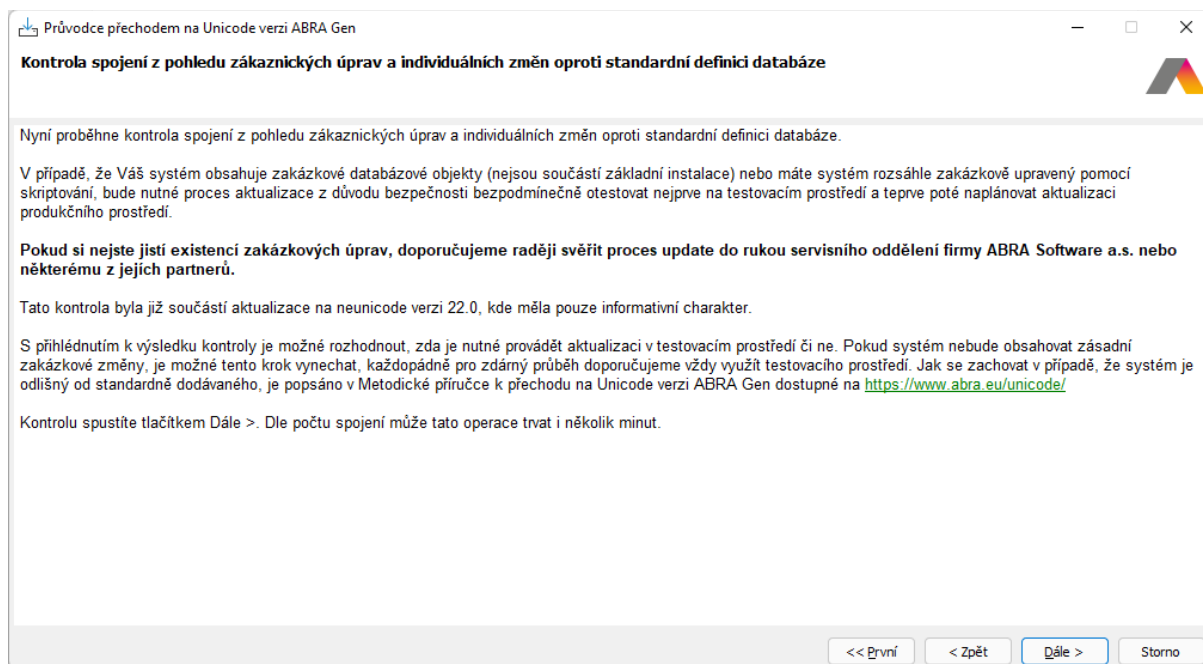 Průvodce přechodem na Unicode verzi ABRA Gen
Kontrola spojení z pohledu zákaznických úprav a individuálních změn oproti standardní definici databáze
Nyní proběhne kontrola spojení z pohledu zákaznických úprav a individuálních změn oproti standardní definici databáze.
V případě, že Váš systém obsahuje zakázkové databázové objekty (nejsou součástí základní instalace) nebo máte systém rozsáhle zakázkově upravený pomocí
skriptování, bude nutné proces aktualizace z důvodu bezpečnosti bezpodmínečně otestovat nejprve na testovacím prostředí a teprve poté naplánovat aktualizaci
produkčního prostředí.
Pokud si nejste jistí existencí zakázkových úprav, doporučujeme raději svěřit proces update do rukou servisního oddělení firmy ABRA Software a.s. nebo
některému z jejích partnerů.
Tato kontrola byla již součástí aktualizace na neunicode verzi 22.0, kde měla pouze informativní charakter.
S přihlédnutím k výsledku kontroly je možné rozhodnout, zda je nutné provádět aktualizaci v testovacím prostředí či ne. Pokud systém nebude obsahovat zásadní
zakázkové změny, je možné tento krok vynechat, každopádně pro zdárný průběh doporučujeme vždy využít testovacího prostředí. Jak se zachovat v případě, že systém je
odlišný od standardně dodávaného, je popsáno v Metodické příručce k přechodu na Unicode verzi ABRA Gen dostupné na https://www.abra.eu/unicode/
Kontrolu spustíte tlačítkem Dále >. Dle počtu spojení může tato operace trvat i několik minut.
<< První
< Zpět
Dále >
Storno